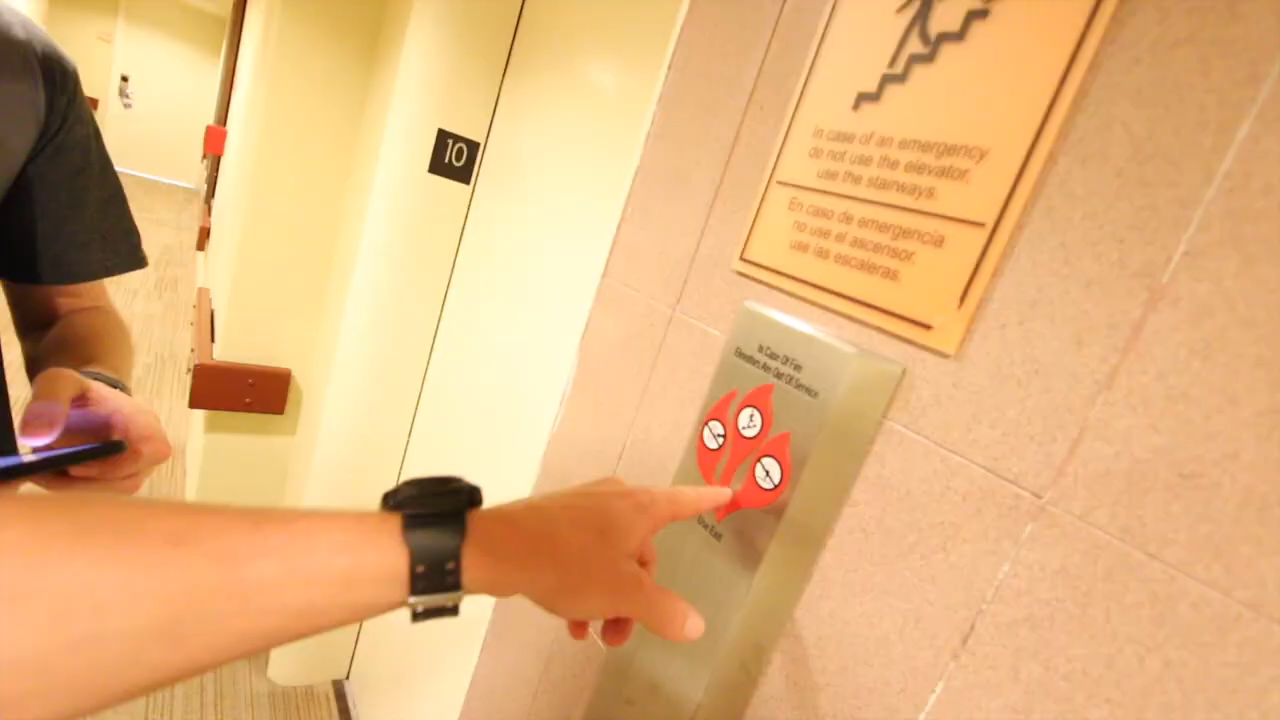 10
In case of an emergency
do not use the elevator.
use the stairways.
En caso de emergencia
no use el ascensor.
use las escaleras.
In Case Of Fire
Elevators Are Out Of Service
Use Exit